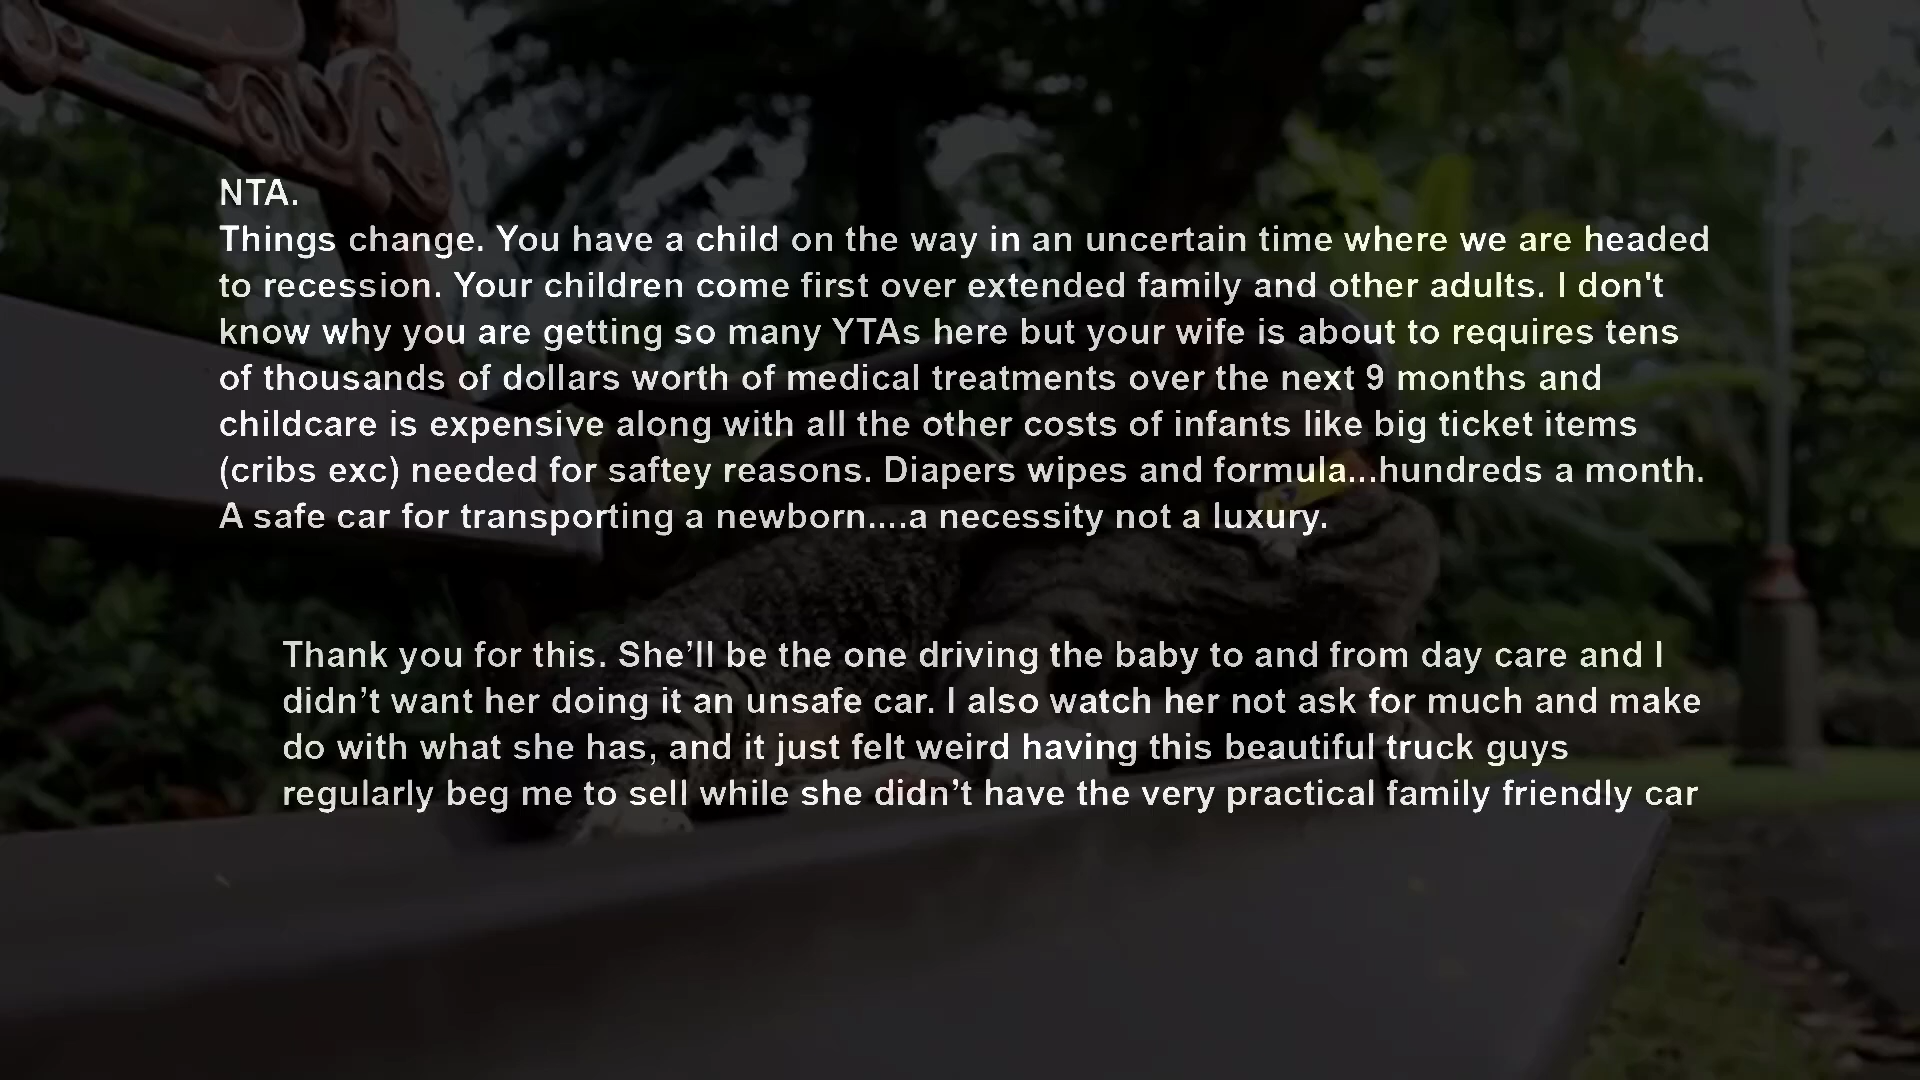 NTA.
Things change. You have a child on the way in an uncertain time where we are headed
to recession. Your children come first over extended family and other adults. I don't
know why you are getting so many YTAs here but your wife is about to requires tens
of thousands of dollars worth of medical treatments over the next 9 months and
childcare is expensive along with all the other costs of infants like big ticket items
(cribs exc) needed for saftey reasons. Diapers wipes and formula...hundreds a month.
A safe car for transporting a newborn....a necessity not a luxury.
Thank you for this. She’ll be the one driving the baby to and from day care and I
didn’t want her doing it an unsafe car. I also watch her not ask for much and make
do with what she has, and it just felt weird having this beautiful truck guys
regularly beg me to sell while she didn’t have the very practical family friendly car